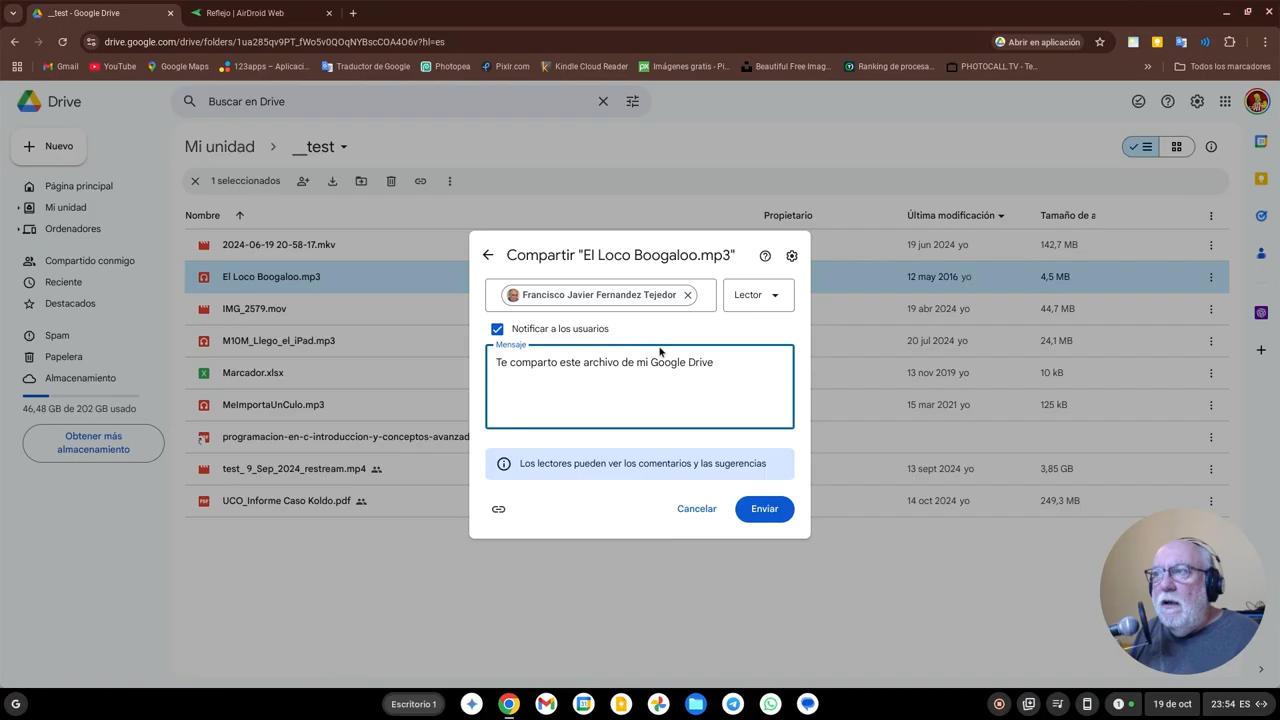 __test - Google Drive
Reflejo | AirDroid Web
drive.google.com/drive/folders/1ua285qv9PT_fWo5v0QOqNYBscCOA4O6v?hl=es
Abrir en aplicación
Gmail
YouTube
Google Maps
123apps – Aplicaci...
Traductor de Google
Photopea
Pixir.com
Kindle Cloud Reader
Imágenes gratis - Pi...
Beautiful Free Imag...
Ranking de procesa...
PHOTOCALL.TV - Te...
Todos los marcadores
Drive
Buscar en Drive
Nuevo
Mi unidad
__test
1 seleccionados
Página principal
Mi unidad
Ordenadores
Compartido conmigo
Reciente
Destacados
Spam
Papelera
Almacenamiento
46,48 GB de 202 GB usado
Obtener más
almacenamiento
Nombre
Propietario
Última modificación
Tamaño de a
2024-06-19 20-58-17.mkv
19 jun 2024 yo
142,7 MB
El Loco Boogaloo.mp3
12 may 2016 yo
4,5 MB
IMG_2579.mov
19 abr 2024 yo
44,7 MB
M10M_Llego_el_iPad.mp3
20 jul 2024 yo
24,1 MB
Marcador.xlsx
13 nov 2019 yo
10 kB
MeImportaUnCulo.mp3
15 mar 2021 yo
125 kB
programacion-en-c-introduccion-y-conceptos-avanzad
test_ 9_Sep_2024_restream.mp4
13 sept 2024 yo
3,85 GB
UCO_Informe Caso Koldo.pdf
14 oct 2024 yo
249,3 MB
Compartir "El Loco Boogaloo.mp3"
Francisco Javier Fernandez Tejedor
Lector
Notificar a los usuarios
Mensaje
Te comparto este archivo de mi Google Drive
Los lectores pueden ver los comentarios y las sugerencias
Cancelar
Enviar
Escritorio 1
1
19 de oct
23:54 ES